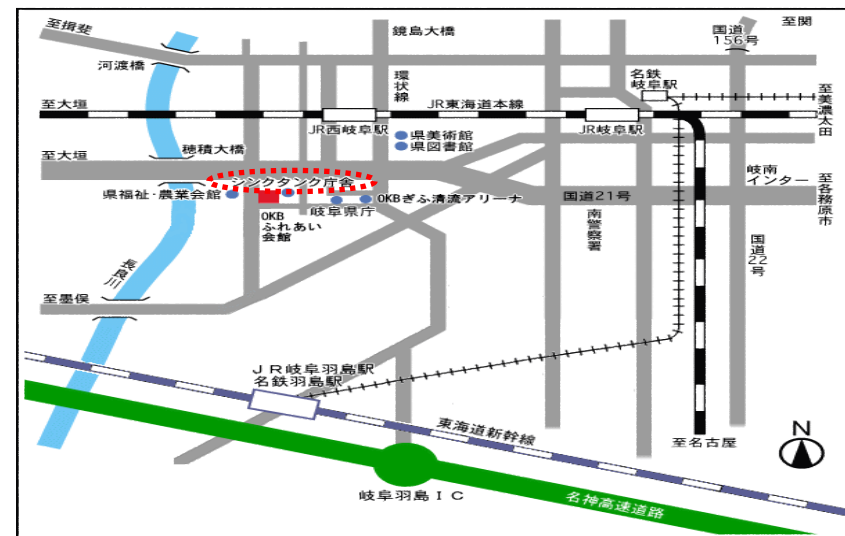 至揖斐
鏡島大橋
国道
156号
至関
河渡橋
環状線
名鉄
岐阜駅
至大垣
JR東海道本線
至美濃太田
JR西岐阜駅
JR岐阜駅
県美術館
県図書館
穂積大橋
至大垣
シンクタンク庁舎
岐南
インター
至各務原市
県福祉・農業会館
OKBぎふ清流アリーナ
国道21号
岐阜県庁
OKB
ふれあい
会館
南警察署
国道22号
長良川
至墨俣
JR岐阜羽島駅
名鉄羽島駅
東海道新幹線
至名古屋
N
岐阜羽島IC
名神高速道路